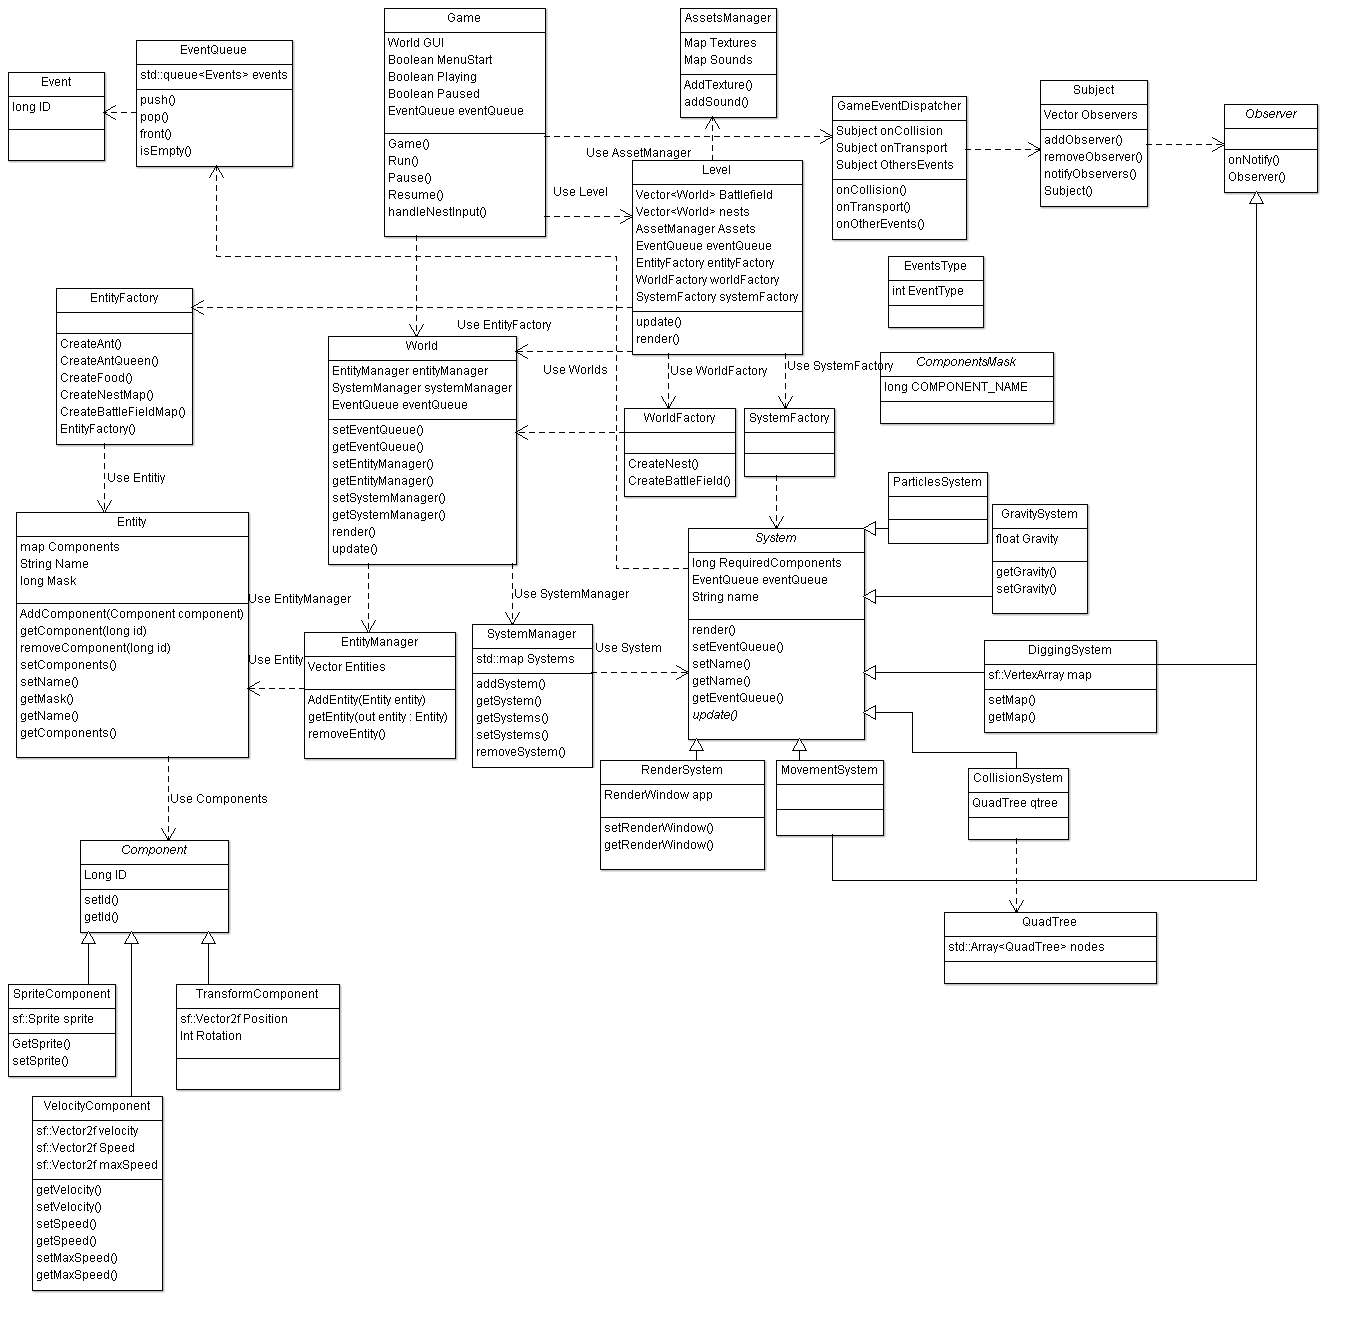 Game
World GUI
Boolean MenuStart
Boolean Playing
Boolean Paused
EventQueue eventQueue
Game()
Run()
Pause()
Resume()
handleNestInput()
AssetsManager
Map Textures
Map Sounds
AddTexture()
addSound()
EventQueue
std::queue<Events> events
push()
pop()
front()
isEmpty()
Event
long ID
GameEventDispatcher
Subject onCollision
Subject onTransport
Subject OthersEvents
onCollision()
onTransport()
onOtherEvents()
Subject
Vector Observers
addObserver()
removeObserver()
notifyObservers()
Subject()
Observer
onNotify()
Observer()
Use AssetManager
Use Level
Level
Vector<World> Battlefield
Vector<World> nests
AssetManager Assets
EventQueue eventQueue
EntityFactory entityFactory
WorldFactory worldFactory
SystemFactory systemFactory
update()
render()
EventsType
int EventType
EntityFactory
CreateAnt()
CreateAntQueen()
CreateFood()
CreateNestMap()
CreateBattleFieldMap()
EntityFactory()
Use EntityFactory
World
EntityManager entityManager
SystemManager systemManager
EventQueue eventQueue
setEventQueue()
getEventQueue()
setEntityManager()
getEntityManager()
setSystemManager()
getSystemManager()
render()
update()
Use Worlds
Use WorldFactory
Use SystemFactory
ComponentsMask
long COMPONENT_NAME
WorldFactory
CreateNest()
CreateBattleField()
SystemFactory
Use Entitiy
Entity
map Components
String Name
long Mask
AddComponent(Component component)
getComponent(long id)
removeComponent(long id)
setComponents()
setName()
getMask()
getName()
getComponents()
Use EntityManager
Use SystemManager
Use Entity
EntityManager
Vector Entities
AddEntity(Entity entity)
getEntity(out entity : Entity)
removeEntity()
SystemManager
std::map Systems
addSystem()
getSystem()
getSystems()
setSystems()
removeSystem()
Use System
System
long RequiredComponents
EventQueue eventQueue
String name
render()
setEventQueue()
setName()
getName()
getEventQueue()
update()
ParticlesSystem
GravitySystem
float Gravity
getGravity()
setGravity()
DiggingSystem
sf::VertexArray map
setMap()
getMap()
RenderSystem
RenderWindow app
setRenderWindow()
getRenderWindow()
MovementSystem
CollisionSystem
QuadTree qtree
QuadTree
std::Array<QuadTree> nodes
Use Components
Component
Long ID
setId()
getId()
SpriteComponent
sf::Sprite sprite
GetSprite()
setSprite()
TransformComponent
sf::Vector2f Position
Int Rotation
VelocityComponent
sf::Vector2f velocity
sf::Vector2f Speed
sf::Vector2f maxSpeed
getVelocity()
setVelocity()
setSpeed()
getSpeed()
setMaxSpeed()
getMaxSpeed()